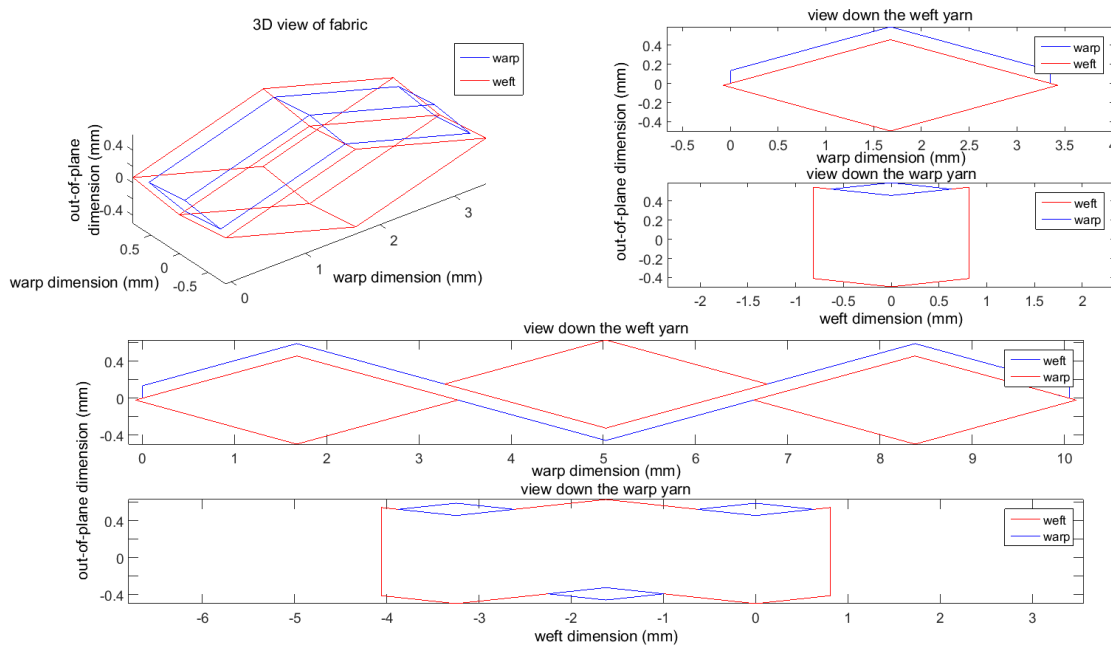 3D view of fabric
warp
weft
0.4
0
-0.4
out-of-plane
dimension (mm)
0.5
0
-0.5
warp dimension (mm)
0
1
2
3
warp dimension (mm)
view down the weft yarn
0.4
0.2
0
-0.2
-0.4
warp
weft
-0.5 0 0.5 1 1.5 2 2.5 3 3.5 4
warp dimension (mm)
out-of-plane dimension (mm)
view down the warp yarn
0.4
0.2
0
-0.2
-0.4
weft
warp
-2 -1.5 -1 -0.5 0 0.5 1 1.5 2
weft dimension (mm)
view down the weft yarn
0.4
0
-0.4
weft
warp
0 1 2 3 4 5 6 7 8 9 10
warp dimension (mm)
out-of-plane dimension (mm)
view down the warp yarn
0.4
0
-0.4
weft
warp
-6 -5 -4 -3 -2 -1 0 1 2 3
weft dimension (mm)